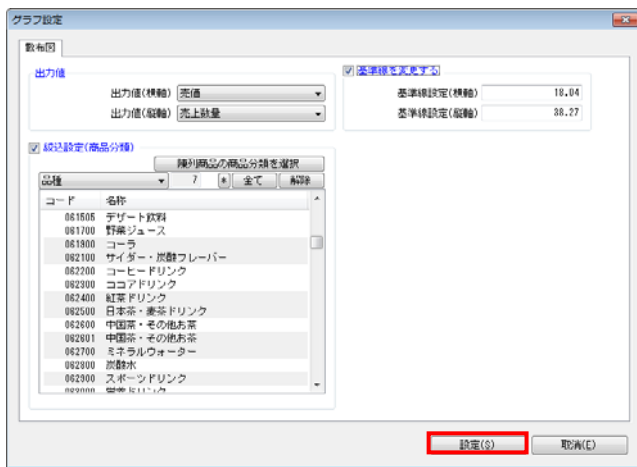 グラフ設定
散布図
出力値
出力値(横軸) 売価
出力値(縦軸) 売上数量
基準線を変更する
基準線設定(横軸) 18.04
基準線設定(縦軸) 38.27
絞込設定(商品分類)
陳列商品の商品分類を選択
品種 7 * 全て 解除
コード 名称
061505 デザート飲料
061700 野菜ジュース
061900 コーラ
062100 サイダー・炭酸フレーバー
062200 コーヒードリンク
062300 ココアドリンク
062400 紅茶ドリンク
062500 日本茶・麦茶ドリンク
062600 中国茶・その他お茶
062601 中国茶・その他お茶
062700 ミネラルウォーター
062800 炭酸水
062900 スポーツドリンク
設定(S) 取消(E)